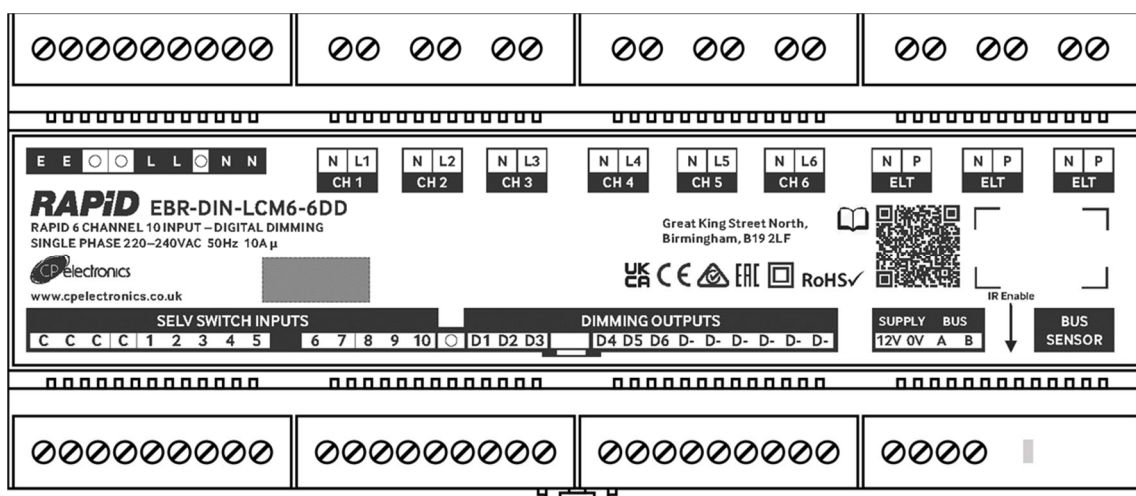 E E L L N N
N L1 N L2 N L3 N L4 N L5 N L6 N P N P N P
CH 1 CH 2 CH 3 CH 4 CH 5 CH 6 ELT ELT ELT
RAPiD EBR-DIN-LCM6-6DD
RAPID 6 CHANNEL 10 INPUT – DIGITAL DIMMING
SINGLE PHASE 220–240VAC 50Hz 10A µ
CP electronics
www.cpelectronics.co.uk
Great King Street North,
Birmingham, B19 2LF
UK
CA CE EAC RoHS✓
IR Enable
SELV SWITCH INPUTS DIMMING OUTPUTS SUPPLY BUS BUS
C C C C 1 2 3 4 5 6 7 8 9 10 D1 D2 D3 D4 D5 D6 D- D- D- D- D- D- 12V 0V A B SENSOR